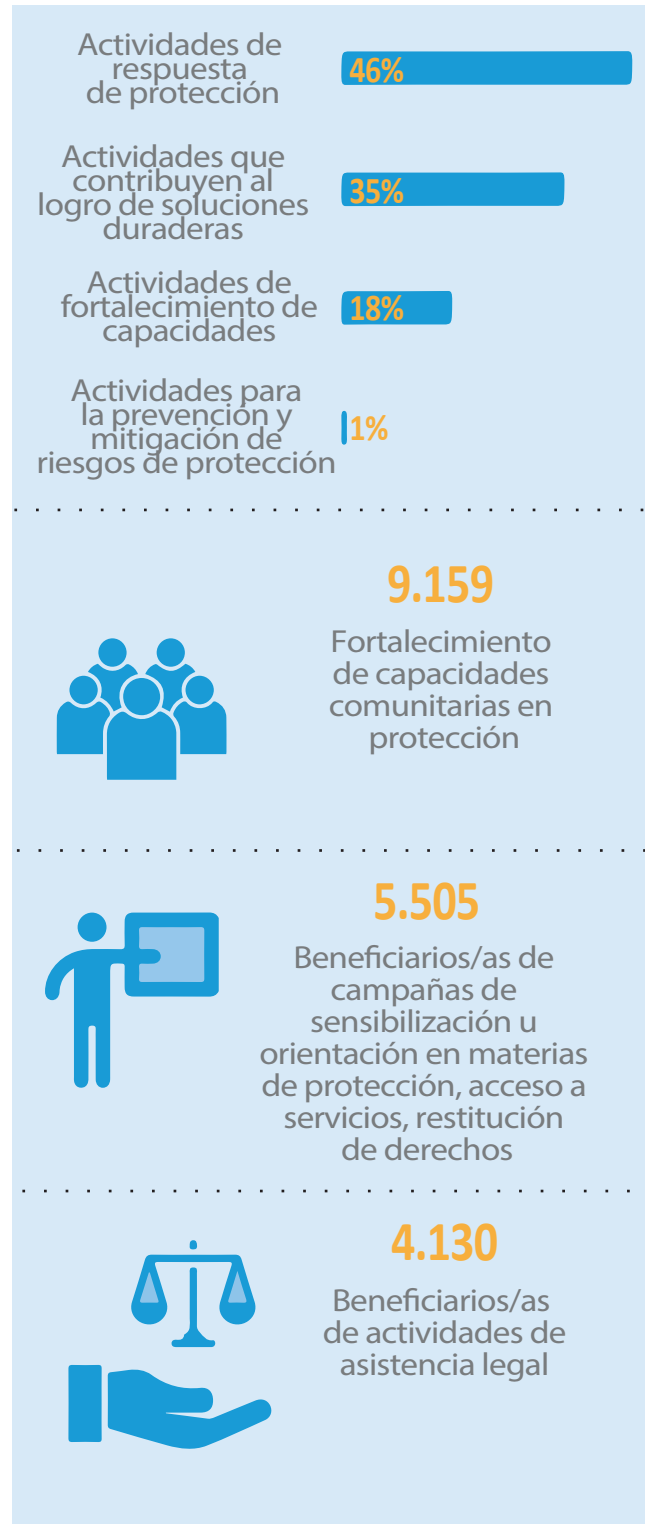 Actividades de
respuesta
de protección
46%
Actividades que
contribuyen al
logro de soluciones
duraderas
35%
Actividades de
fortalecimiento de
capacidades
18%
Actividades para
la prevención y
mitigación de
riesgos de protección
1%
9.159
Fortalecimiento
de capacidades
comunitarias en
protección
5.505
Beneficiarios/as de
campañas de
sensibilización u
orientación en materias
de protección, acceso a
servicios, restitución
de derechos
4.130
Beneficiarios/as
de actividades de
asistencia legal